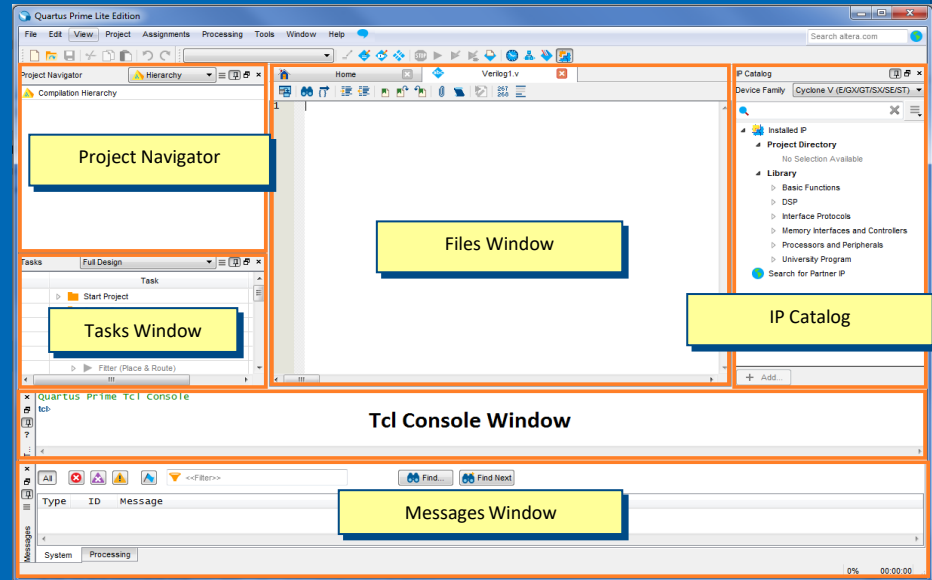 Quartus Prime Lite Edition
File Edit View Project Assignments Processing Tools Window Help
Search altera.com
Project Navigator Hierarchy
Compilation Hierarchy
Project Navigator
Home Verilog1.v
267
268
1
Files Window
IP Catalog
Device Family Cyclone V (E/GX/GT/SX/SE/ST)
Installed IP
Project Directory
No Selection Available
Library
Basic Functions
DSP
Interface Protocols
Memory Interfaces and Controllers
Processors and Peripherals
University Program
Search for Partner IP
IP Catalog
+ Add...
Tasks Full Design
Task
Start Project
Tasks Window
Fitter (Place & Route)
Quartus Prime Tcl Console
tcl>
Tcl Console Window
T...
All <<Filter>> Find... Find Next
Type ID Message
Messages Window
Messages
System Processing
0% 00:00:00